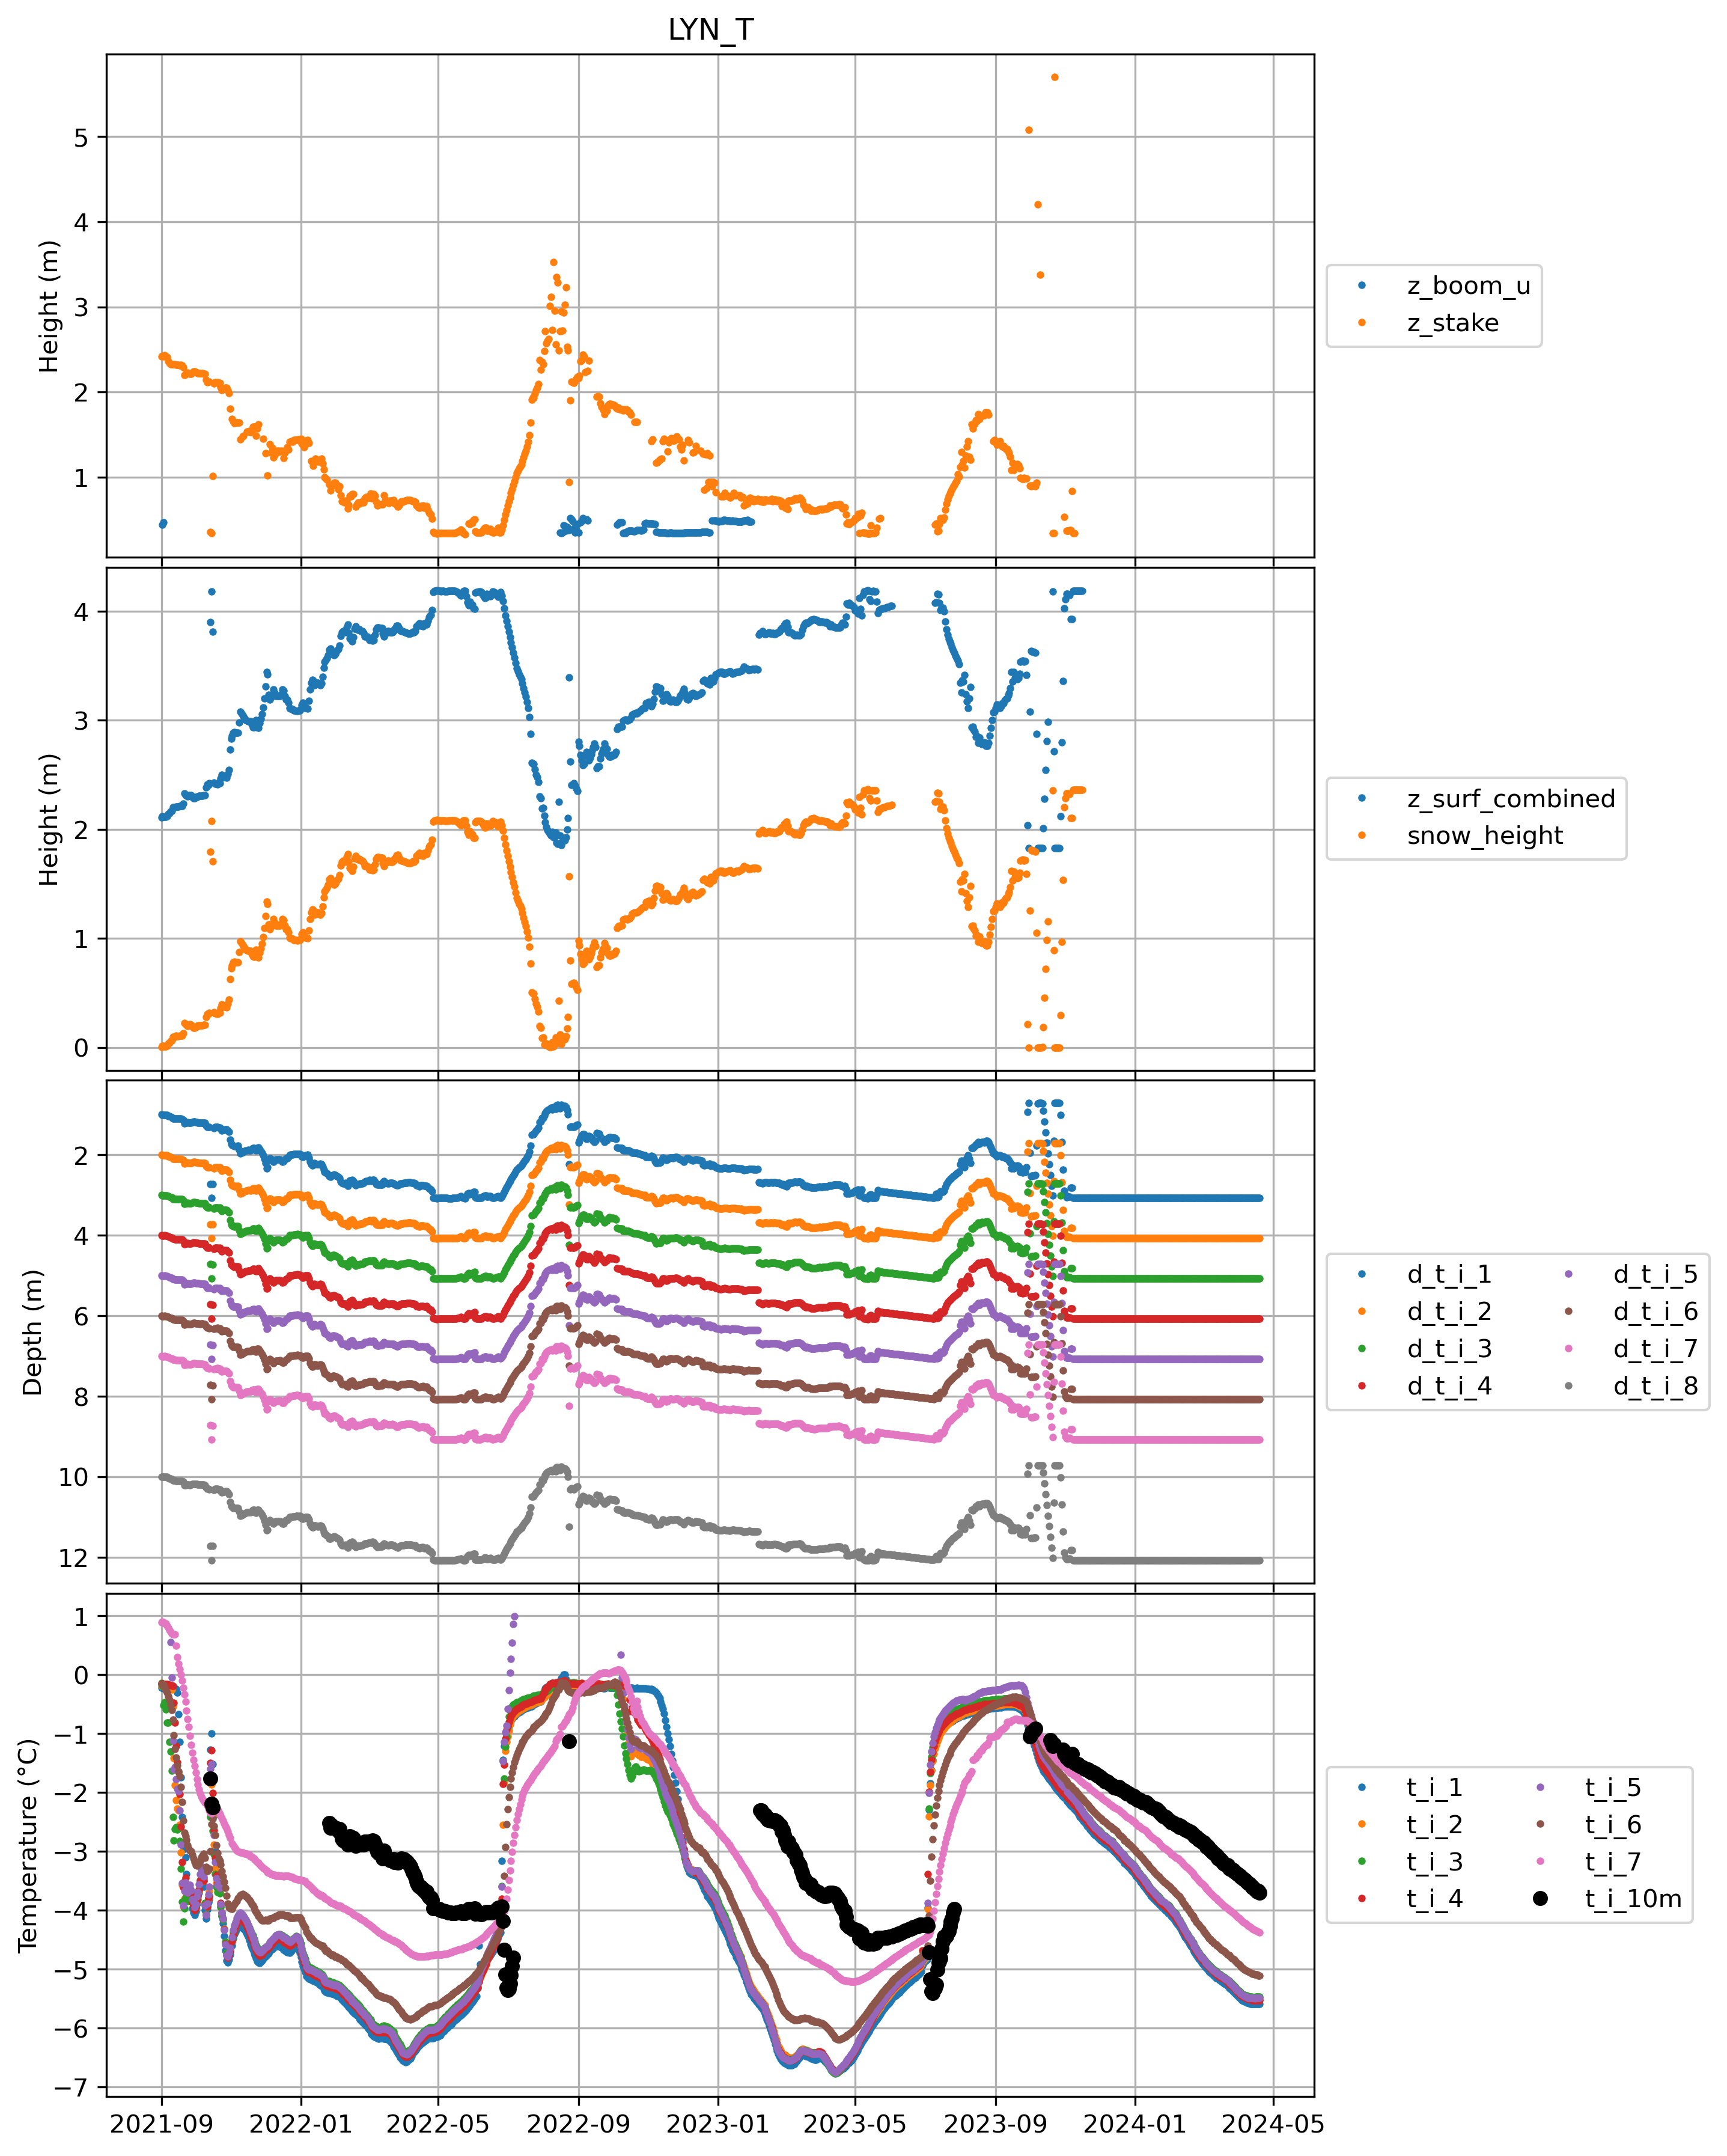 LYN_T
5
4
3
2
1
Height (m)
z_boom_u
z_stake
4
3
2
1
0
Height (m)
z_surf_combined
snow_height
2
4
6
8
10
12
Depth (m)
d_t_i_1 d_t_i_5
d_t_i_2 d_t_i_6
d_t_i_3 d_t_i_7
d_t_i_4 d_t_i_8
1
0
−1
−2
−3
−4
−5
−6
−7
Temperature (°C)
t_i_1 t_i_5
t_i_2 t_i_6
t_i_3 t_i_7
t_i_4 t_i_10m
2021-09 2022-01 2022-05 2022-09 2023-01 2023-05 2023-09 2024-01 2024-05